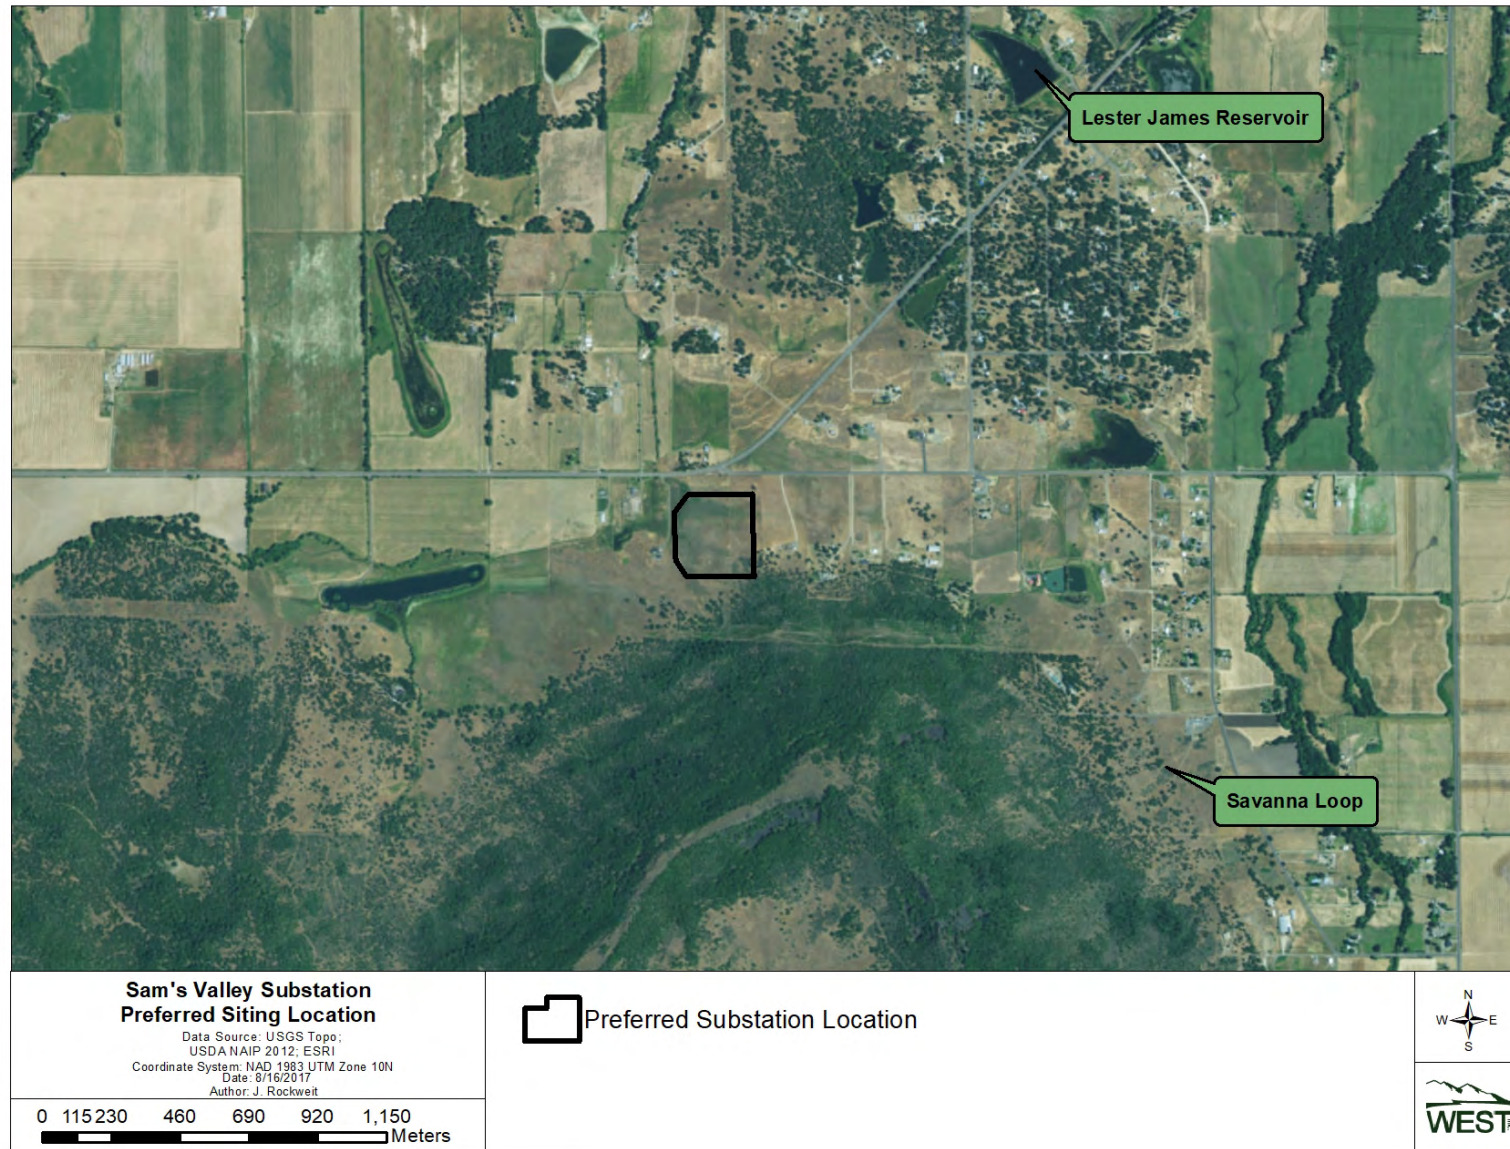 Lester James Reservoir
Savanna Loop
Sam's Valley Substation
Preferred Siting Location
Data Source: USGS Topo;
USDA NAIP 2012; ESRI
Coordinate System: NAD 1983 UTM Zone 10N
Date: 8/16/2017
Author: J. Rockweit
0 115 230 460 690 920 1,150
Meters
Preferred Substation Location
N
W E
S
WEST